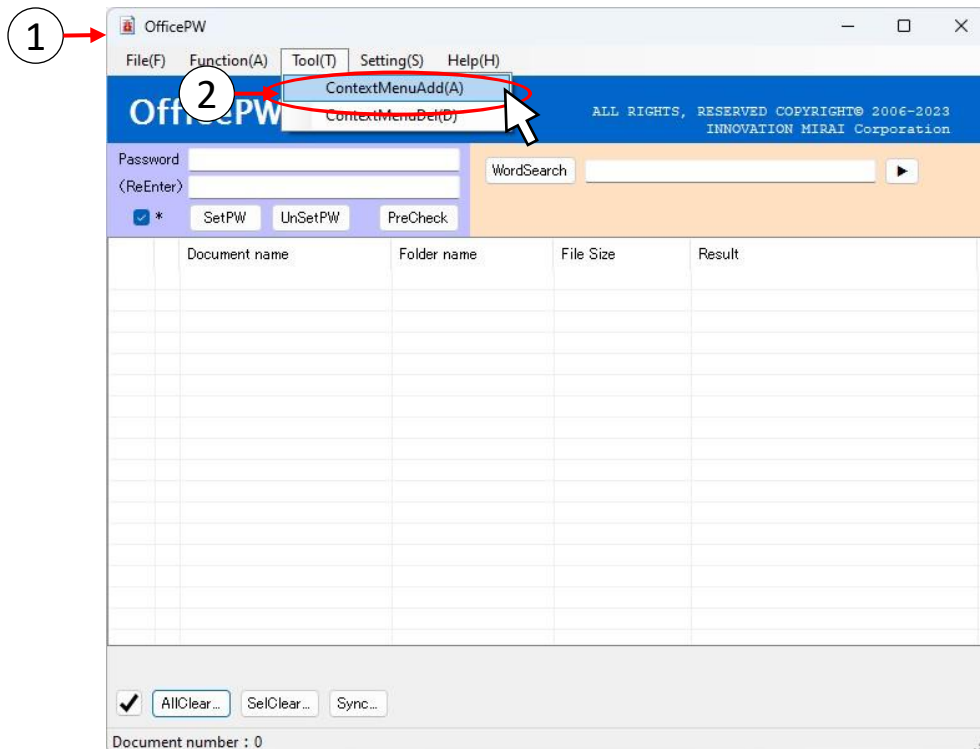 1
OfficePW
File(F) Function(A) Tool(T) Setting(S) Help(H)
2
ContextMenuAdd(A)
ContextMenuDel(D)
OfficePW
ALL RIGHTS, RESERVED COPYRIGHT© 2006-2023
INNOVATION MIRAI Corporation
Password
(ReEnter)
WordSearch
* SetPW UnSetPW PreCheck
Document name Folder name File Size Result
AllClear... SelClear... Sync...
Document number : 0